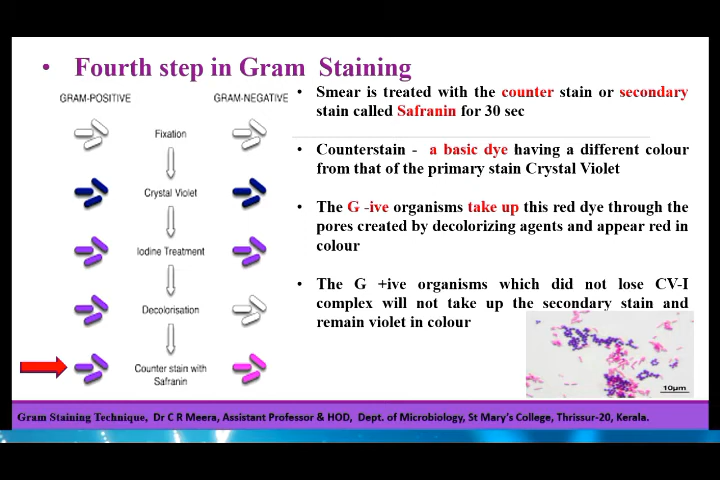 • Fourth step in Gram Staining
GRAM-POSITIVE GRAM-NEGATIVE
Fixation
Crystal Violet
Iodine Treatment
Decolorisation
Counter stain with
Safranin
• Smear is treated with the counter stain or secondary
stain called Safranin for 30 sec
• Counterstain - a basic dye having a different colour
from that of the primary stain Crystal Violet
• The G -ive organisms take up this red dye through the
pores created by decolorizing agents and appear red in
colour
• The G +ive organisms which did not lose CV-I
complex will not take up the secondary stain and
remain violet in colour
10µm
Gram Staining Technique, Dr C R Meera, Assistant Professor & HOD, Dept. of Microbiology, St Mary's College, Thrissur-20, Kerala.